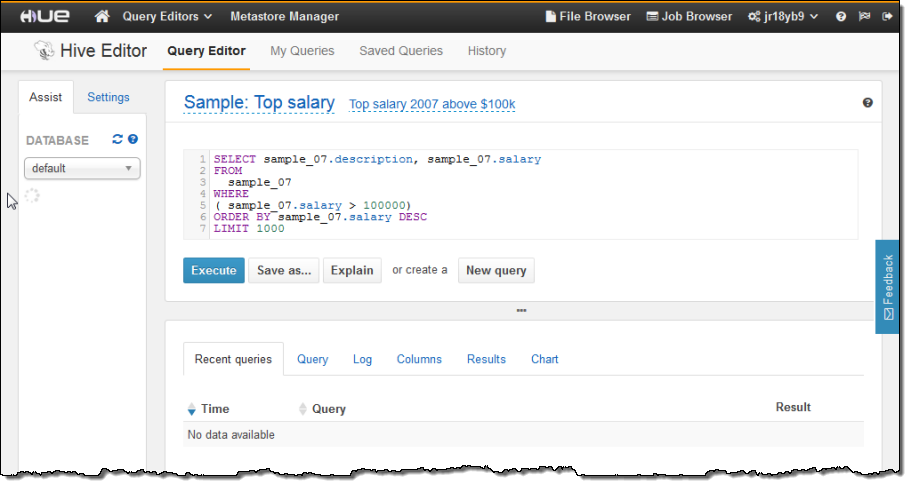 HUE Query Editors Metastore Manager File Browser Job Browser jr18yb9
Hive Editor Query Editor My Queries Saved Queries History
Assist Settings
Sample: Top salary Top salary 2007 above $100k
DATABASE
default
1 SELECT sample_07.description, sample_07.salary
2 FROM
3 sample_07
4 WHERE
5 ( sample_07.salary > 100000)
6 ORDER BY sample_07.salary DESC
7 LIMIT 1000
Execute Save as... Explain or create a New query
Feedback
Recent queries Query Log Columns Results Chart
Time Query Result
No data available